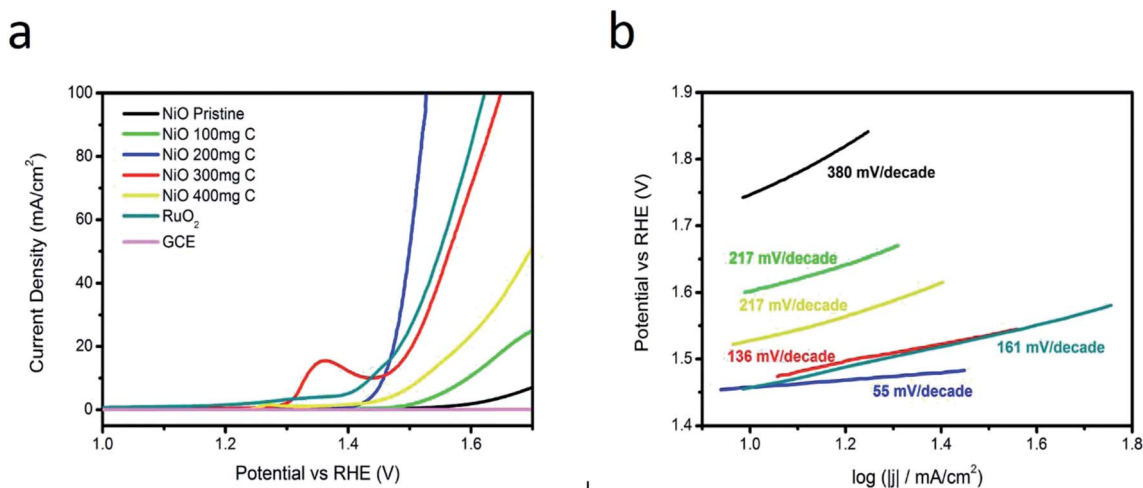 a
100
80
60
40
20
0
Current Density (mA/cm²)
NiO Pristine
NiO 100mg C
NiO 200mg C
NiO 300mg C
NiO 400mg C
RuO₂
GCE
1.0 1.2 1.4 1.6
Potential vs RHE (V)
b
1.9
1.8
1.7
1.6
1.5
1.4
Potential vs RHE (V)
380 mV/decade
217 mV/decade
217 mV/decade
136 mV/decade
161 mV/decade
55 mV/decade
1.0 1.2 1.4 1.6 1.8
log (|j| / mA/cm²)